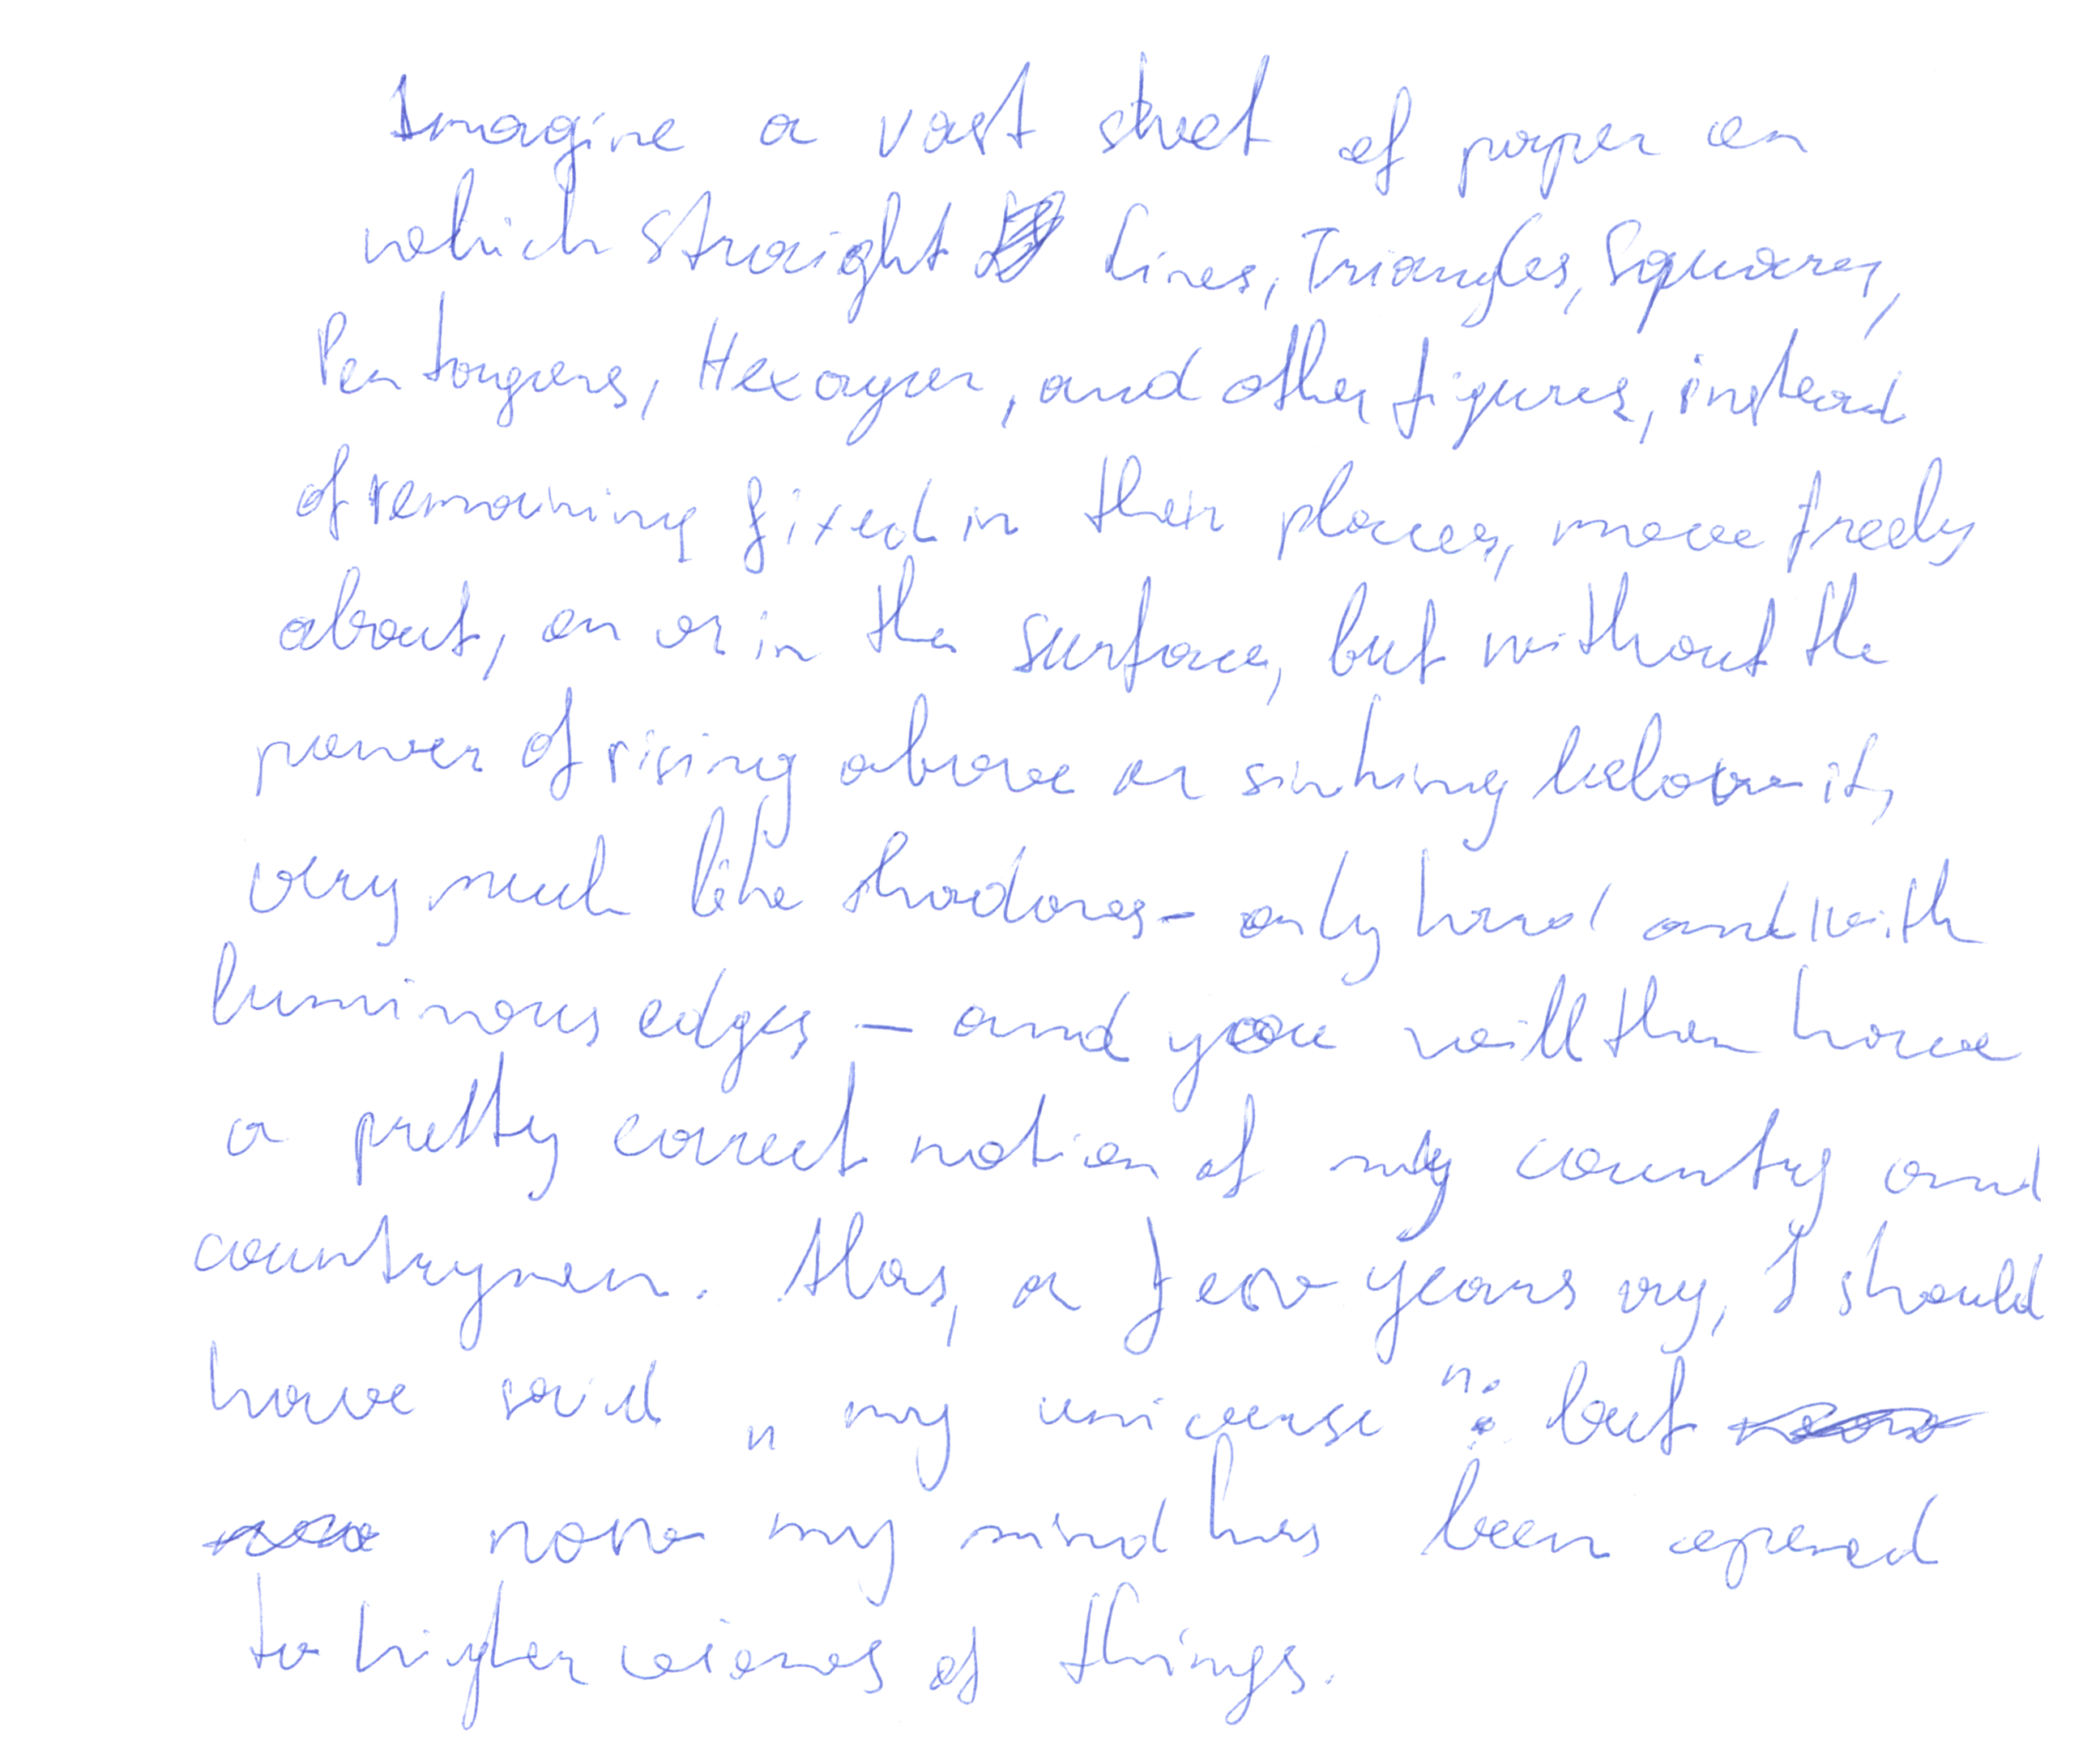 Imagine a vast sheet of paper on
which straight Lines, Triangles, Squares,
Pentagons, Hexagon, and other figures, instead
of remaining fixed in their places, move freely
about, on or in the surface, but without the
power of rising above or sinking below it,
very much like shadows - only hard and with
luminous edges - and you will then have
a pretty correct notion of my country and
countrymen. Alas, a few years ago, I should
have said „my universe": but
now my mind has been opened
to higher views of things.